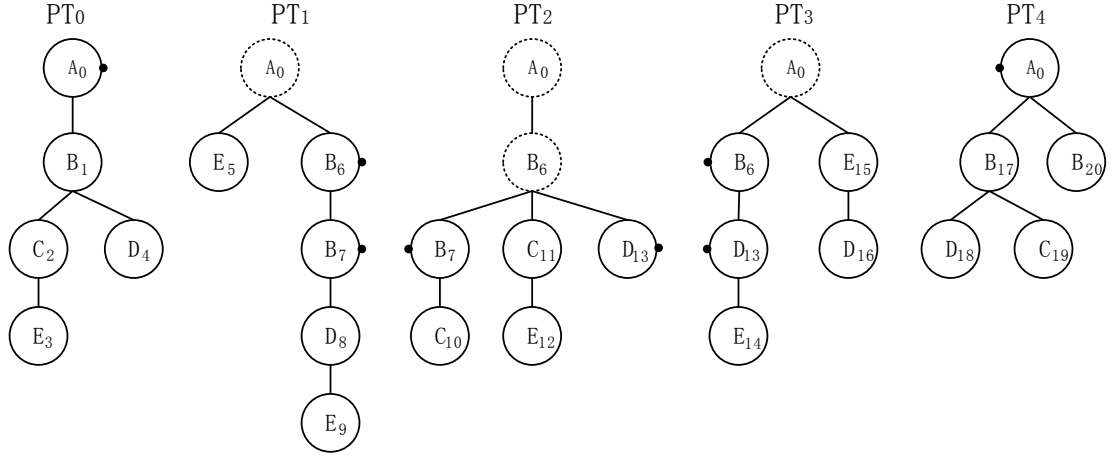 PT0 PT1 PT2 PT3 PT4
A0 A0 A0 A0 A0
B1 E5 B6 B6 B6 E15 B17 B20
C2 D4 B7 B7 C11 D13 D13 D16 D18 C19
E3 D8 C10 E12 E14
E9